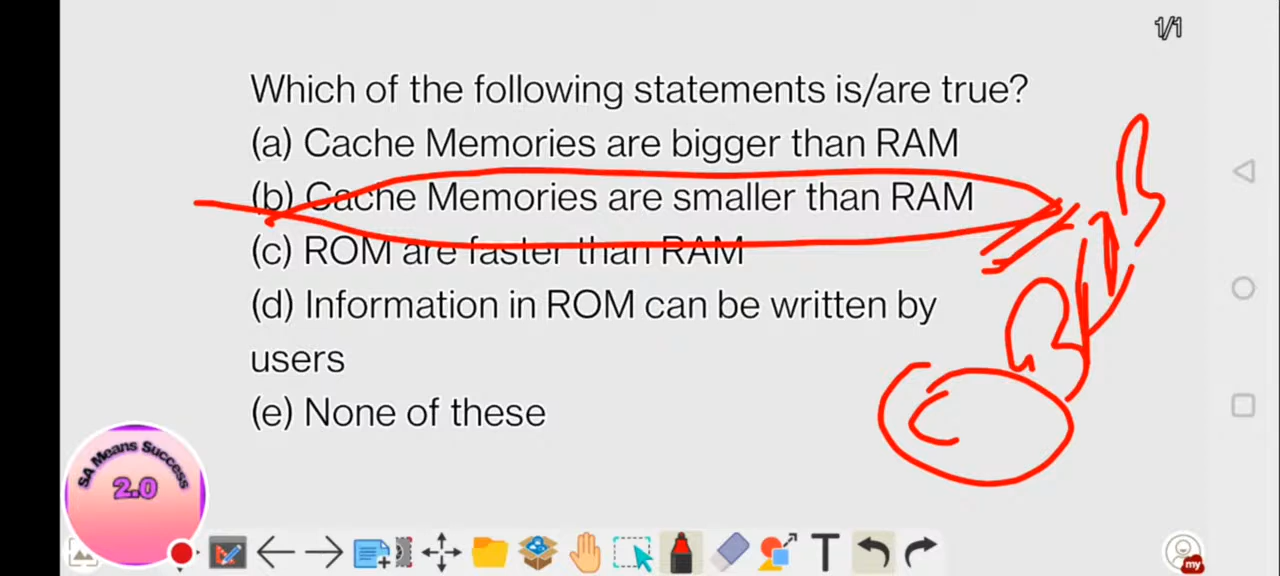 1/1
Which of the following statements is/are true?
(a) Cache Memories are bigger than RAM
(b) Cache Memories are smaller than RAM
(c) ROM are faster than RAM
(d) Information in ROM can be written by
users
(e) None of these
SA Means Success
2.0
T
my